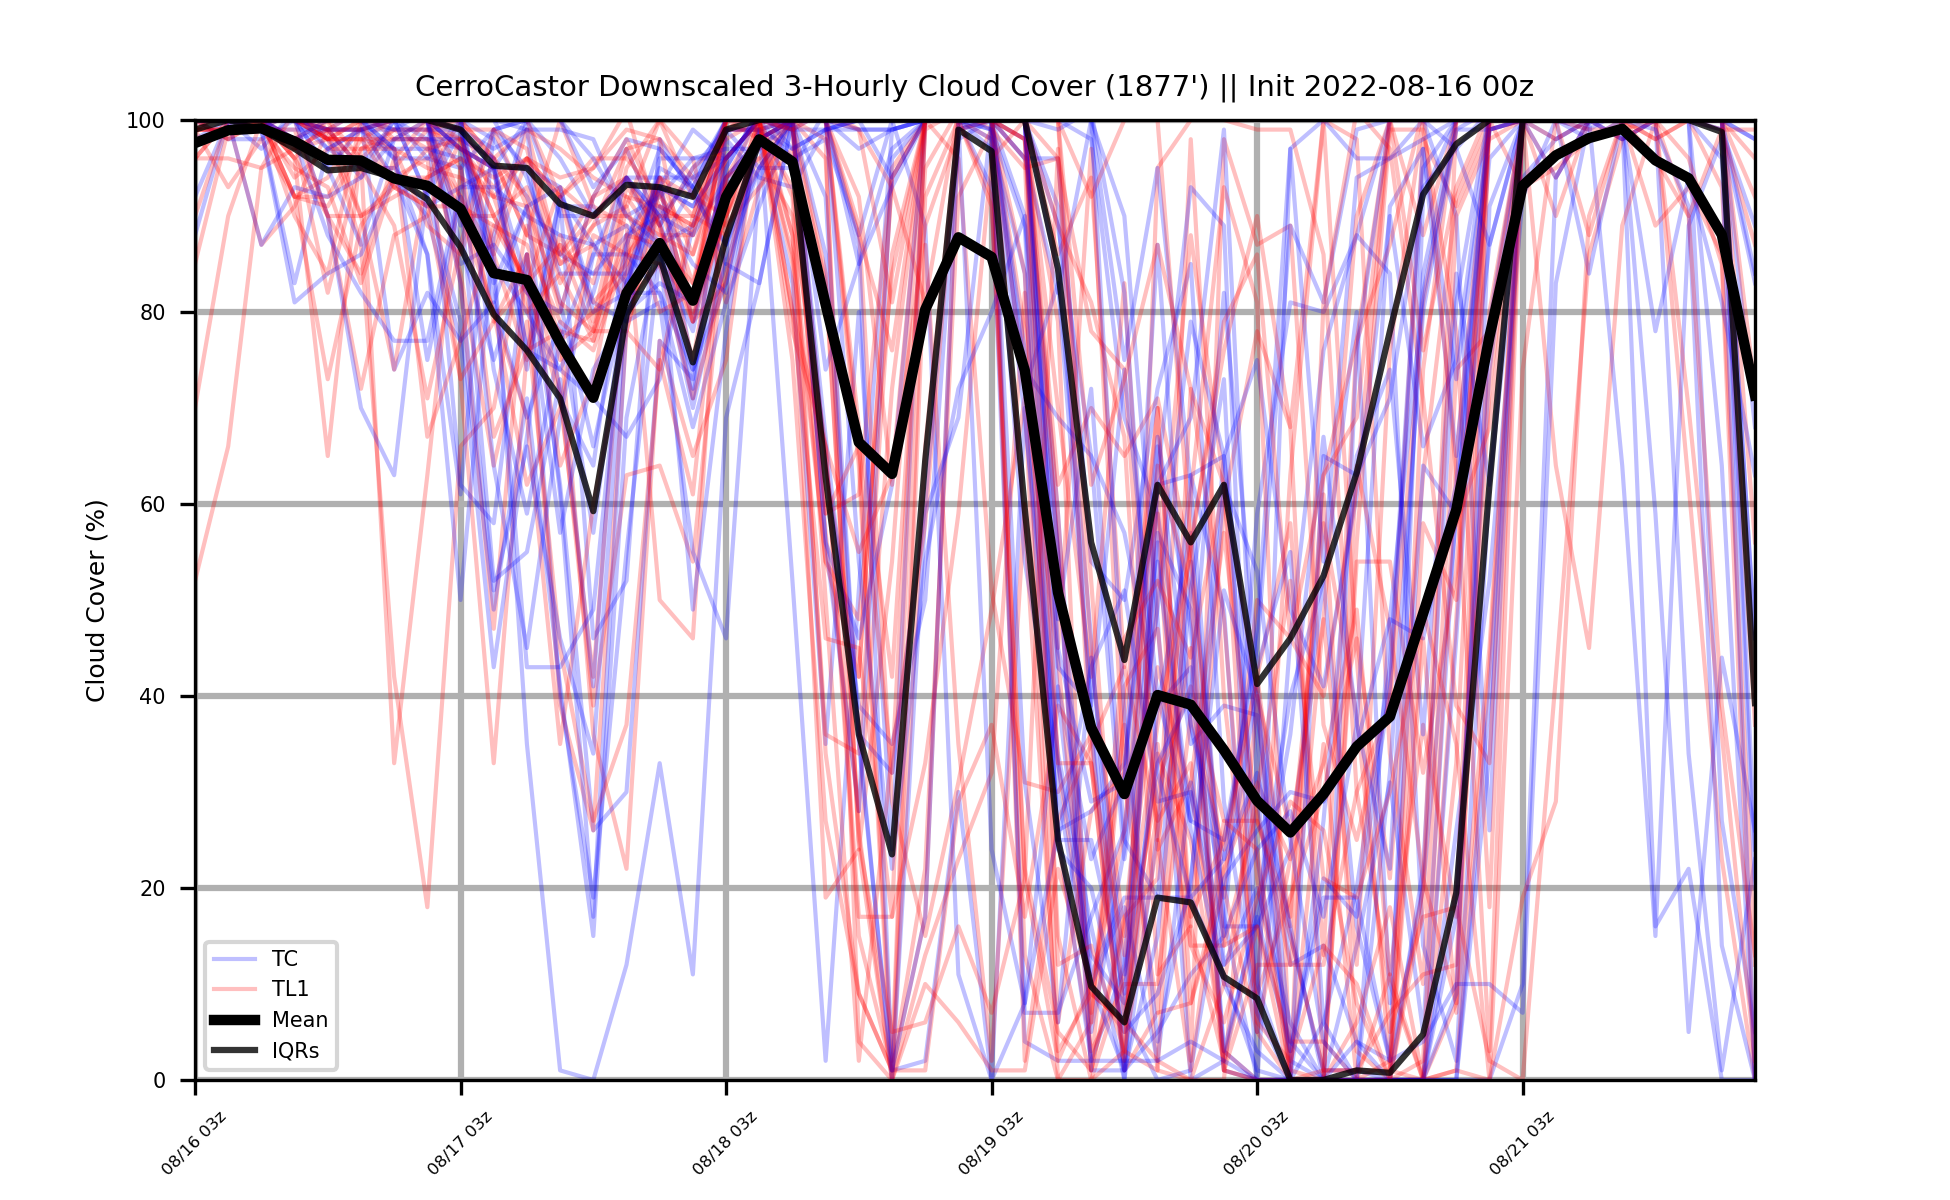 CerroCastor Downscaled 3-Hourly Cloud Cover (1877') || Init 2022-08-16 00z
Cloud Cover (%)
100
80
60
40
20
0
TC
TL1
Mean
IQRs
08/16 03z
08/17 03z
08/18 03z
08/19 03z
08/20 03z
08/21 03z